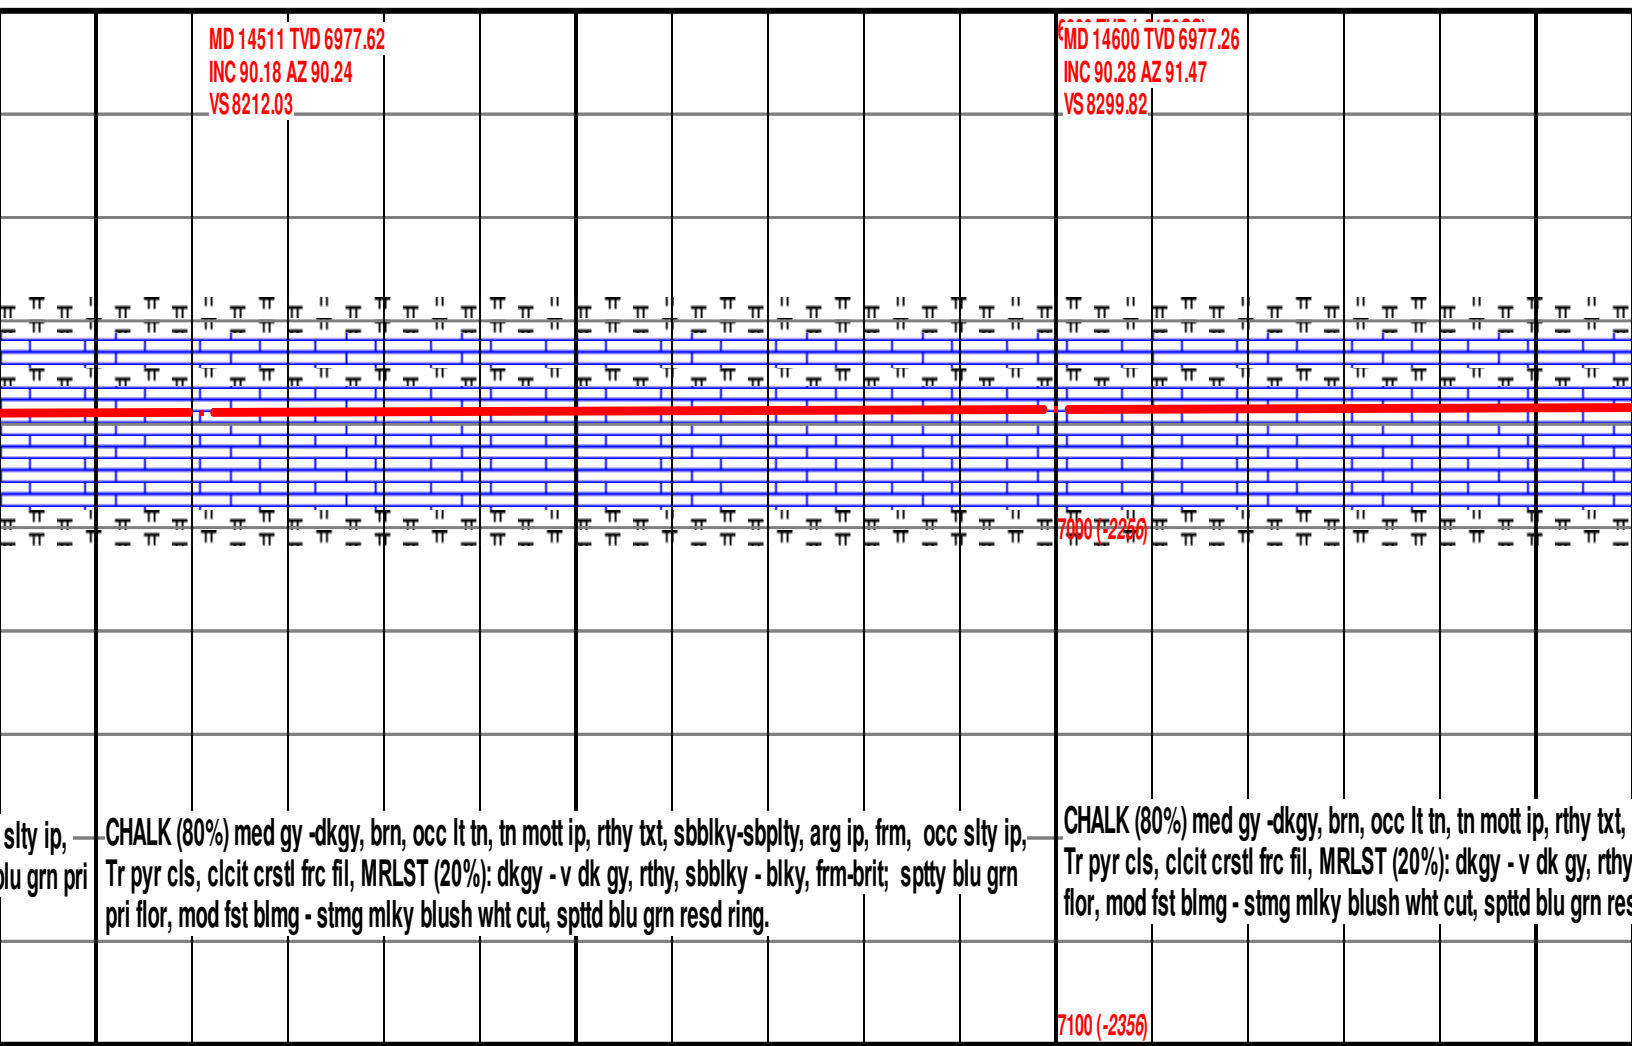 MD 14511 TVD 6977.62
INC 90.18 AZ 90.24
VS 8212.03
MD 14600 TVD 6977.26
INC 90.28 AZ 91.47
VS 8299.82
7000 (-2256)
slty ip,
blu grn pri
CHALK (80%) med gy -dkgy, brn, occ lt tn, tn mott ip, rthy txt, sbblky-sbplty, arg ip, frm, occ slty ip,
Tr pyr cls, clcit crstl frc fil, MRLST (20%): dkgy - v dk gy, rthy, sbblky - blky, frm-brit; sptty blu grn
pri flor, mod fst blmg - stmg mlky blush wht cut, spttd blu grn resd ring.
CHALK (80%) med gy -dkgy, brn, occ lt tn, tn mott ip, rthy txt,
Tr pyr cls, clcit crstl frc fil, MRLST (20%): dkgy - v dk gy, rthy
flor, mod fst blmg - stmg mlky blush wht cut, spttd blu grn res
7100 (-2356)